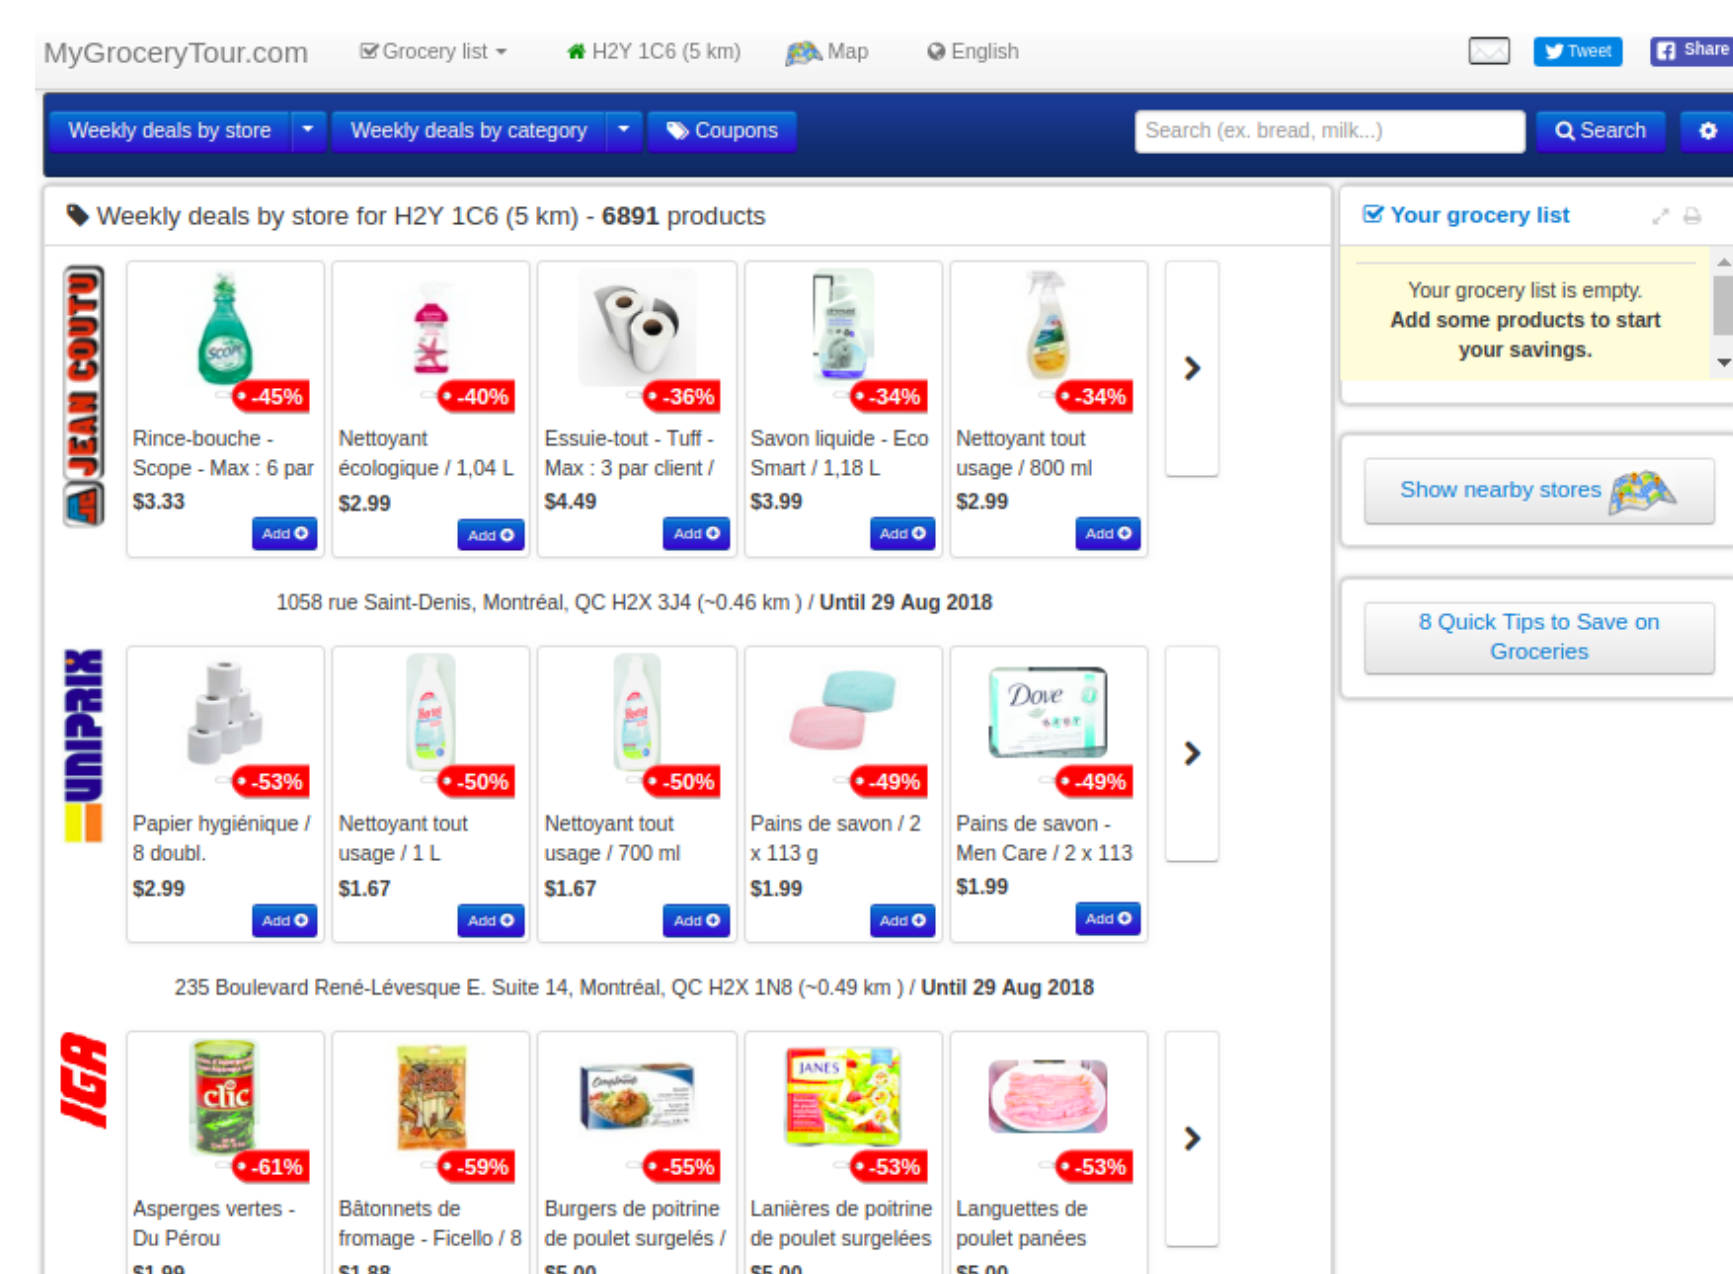 MyGroceryTour.com Grocery list H2Y 1C6 (5 km) Map English Tweet Share
Weekly deals by store Weekly deals by category Coupons Search (ex. bread, milk...) Search
Weekly deals by store for H2Y 1C6 (5 km) - 6891 products
JEAN COUTU
SCOPE
-45% -40% -36% -34% -34%
Rince-bouche - Scope - Max : 6 par
$3.33
Add
Nettoyant écologique / 1,04 L
$2.99
Add
Essuie-tout - Tuff - Max : 3 par client /
$4.49
Add
Savon liquide - Eco Smart / 1,18 L
$3.99
Add
Nettoyant tout usage / 800 ml
$2.99
Add
1058 rue Saint-Denis, Montréal, QC H2X 3J4 (~0.46 km ) / Until 29 Aug 2018
UNIPRIX
Dove
-53% -50% -50% -49% -49%
Papier hygiénique / 8 doubl.
$2.99
Add
Nettoyant tout usage / 1 L
$1.67
Add
Nettoyant tout usage / 700 ml
$1.67
Add
Pains de savon / 2 x 113 g
$1.99
Add
Pains de savon - Men Care / 2 x 113
$1.99
Add
235 Boulevard René-Lévesque E. Suite 14, Montréal, QC H2X 1N8 (~0.49 km ) / Until 29 Aug 2018
IGA
clic
JANES
-61% -59% -55% -53% -53%
Asperges vertes - Du Pérou
$1.99
Bâtonnets de fromage - Ficello / 8
$1.88
Burgers de poitrine de poulet surgelés /
$5.00
Lanières de poitrine de poulet surgelées
$5.00
Languettes de poulet panées
$5.00
Your grocery list
Your grocery list is empty.
Add some products to start
your savings.
Show nearby stores
8 Quick Tips to Save on
Groceries